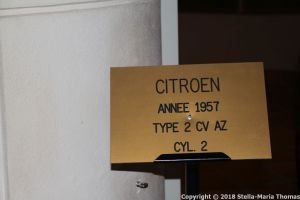 CITROEN
ANNEE 1957
TYPE 2 CV AZ
CYL. 2
Copyright © 2018 Stella-Maria Thomas